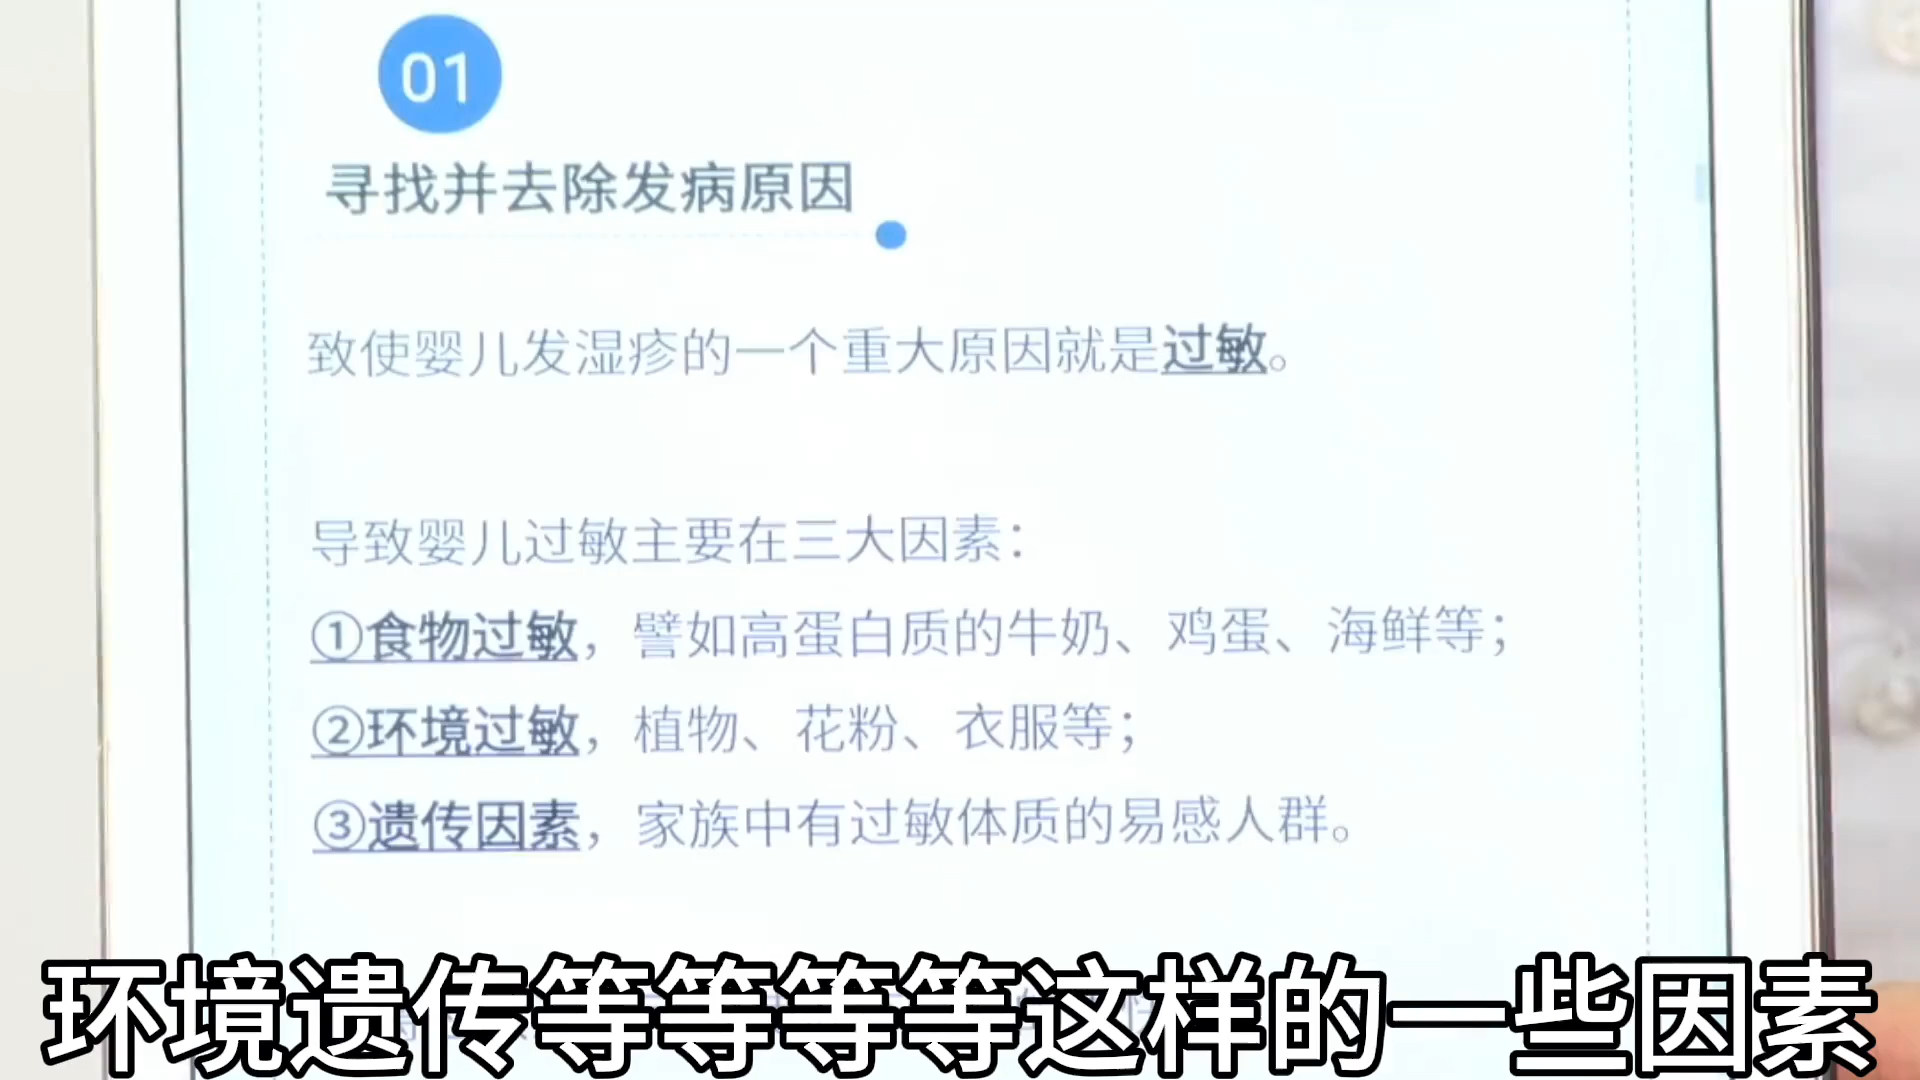 01
寻找并去除发病原因
致使婴儿发湿疹的一个重大原因就是过敏。
导致婴儿过敏主要在三大因素：
①食物过敏，譬如高蛋白质的牛奶、鸡蛋、海鲜等；
②环境过敏，植物、花粉、衣服等；
③遗传因素，家族中有过敏体质的易感人群。
环境遗传等等等等这样的一些因素